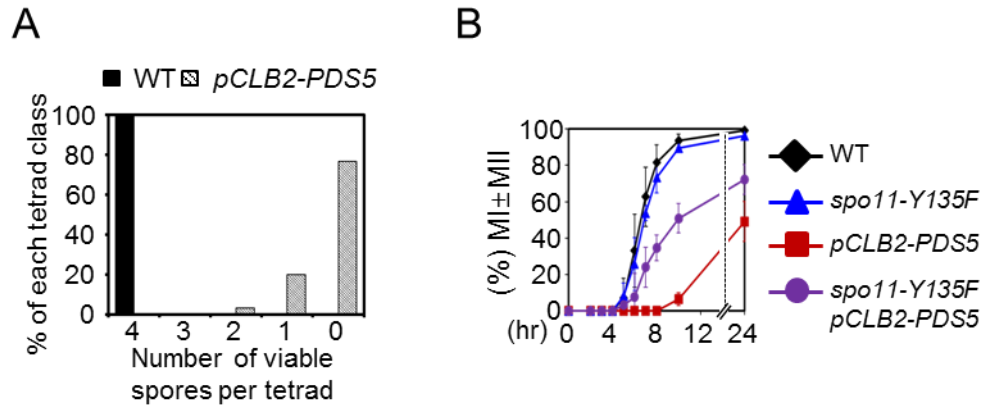 A
WT pCLB2-PDS5
% of each tetrad class
100
80
60
40
20
0
4 3 2 1 0
Number of viable
spores per tetrad
B
(%) MI±MII
100
80
60
40
20
0
(hr) 0 4 8 12 24
WT
spo11-Y135F
pCLB2-PDS5
spo11-Y135F
pCLB2-PDS5